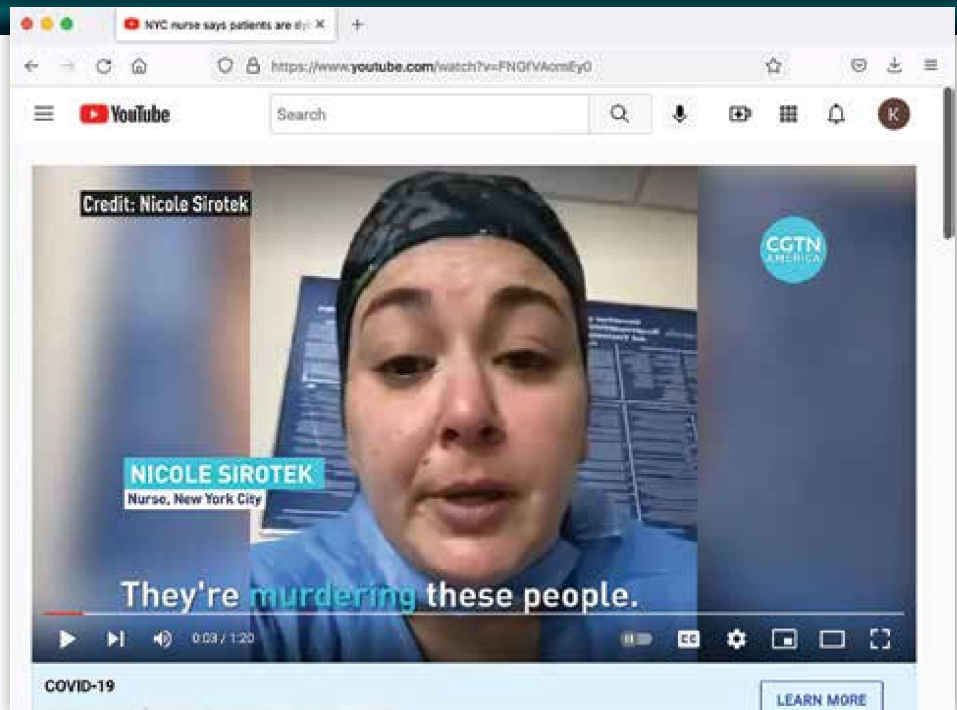 NYC nurse says patients are dyi
https://www.youtube.com/watch?v=FNGfVAomEy0
YouTube
Search
K
Credit: Nicole Sirotek
CGTN
AMERICA
NICOLE SIROTEK
Nurse, New York City
They're murdering these people.
0:03 / 1:20
CC
COVID-19
LEARN MORE